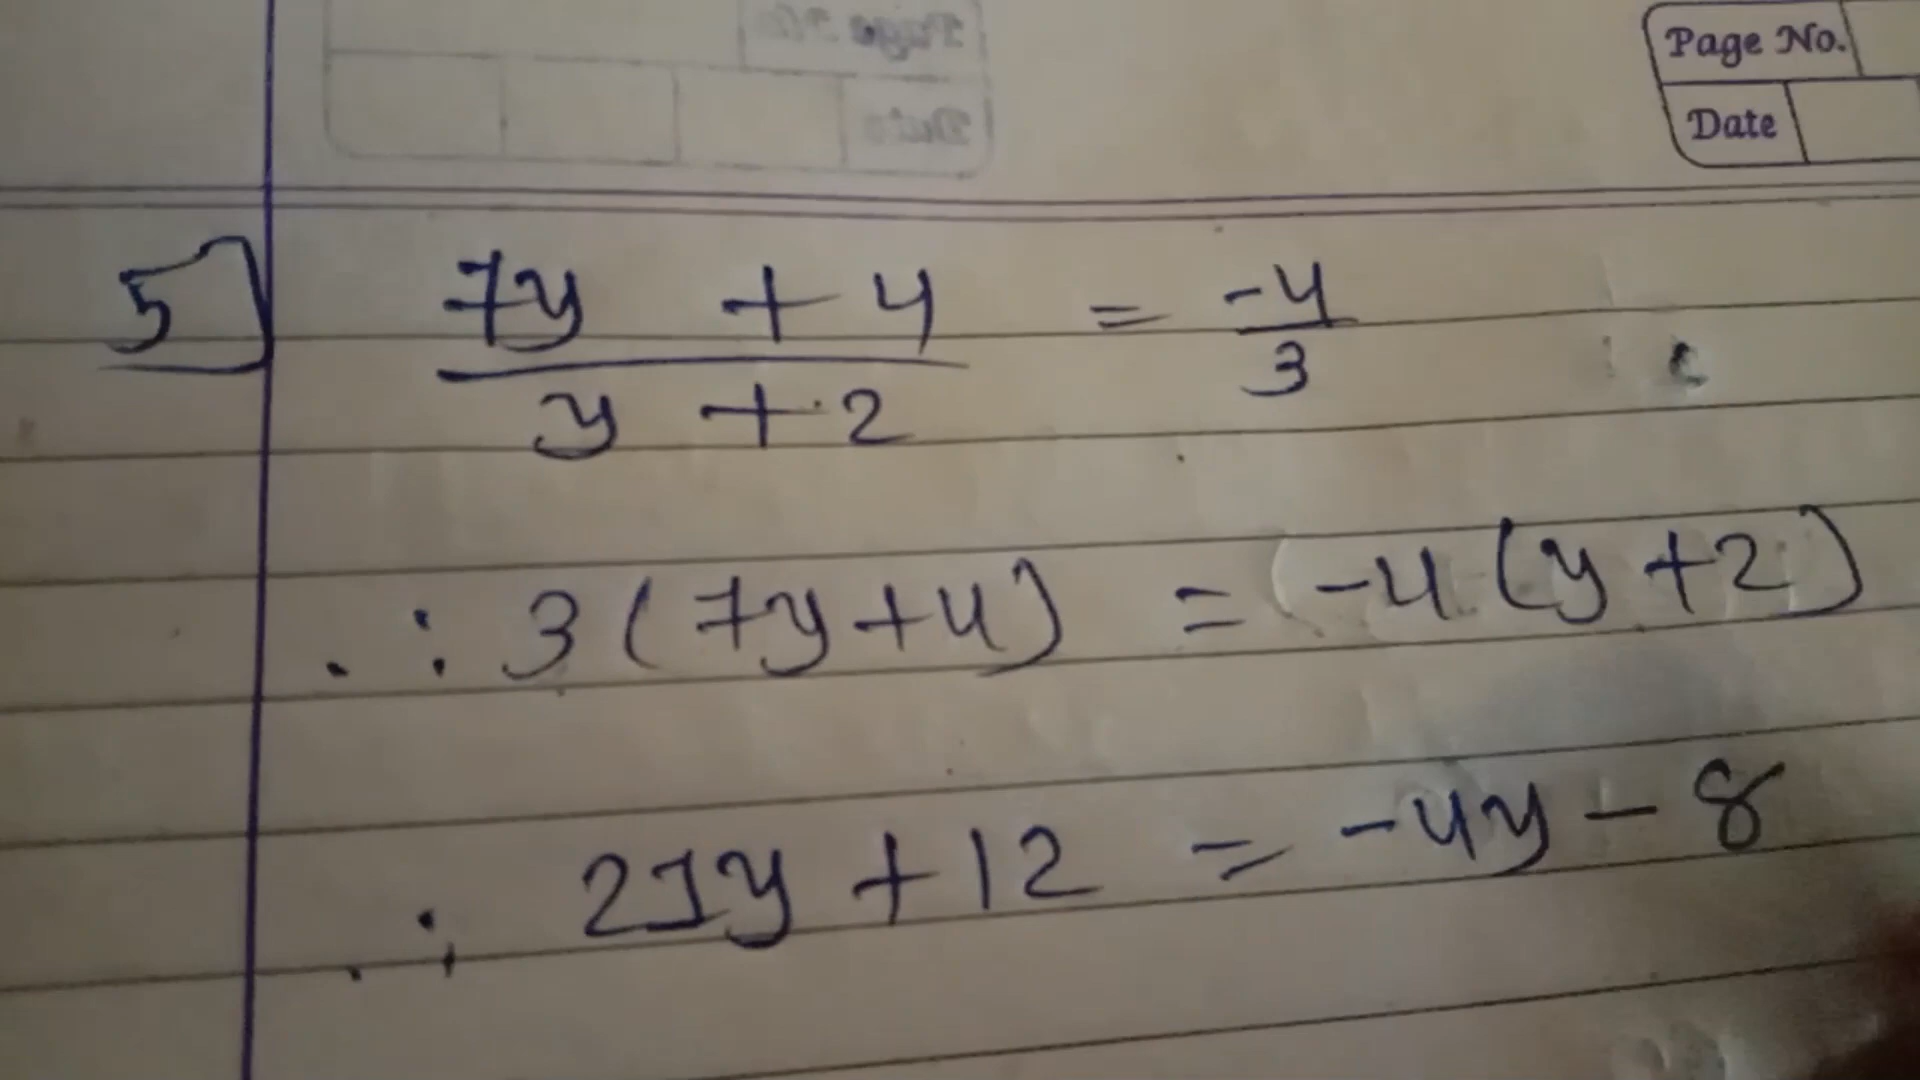 Page No.
Date
5
7y + 4 = -4
y + 2 3
∴ 3(7y+4) = -4(y+2)
∴ 21y+12 = -4y-8